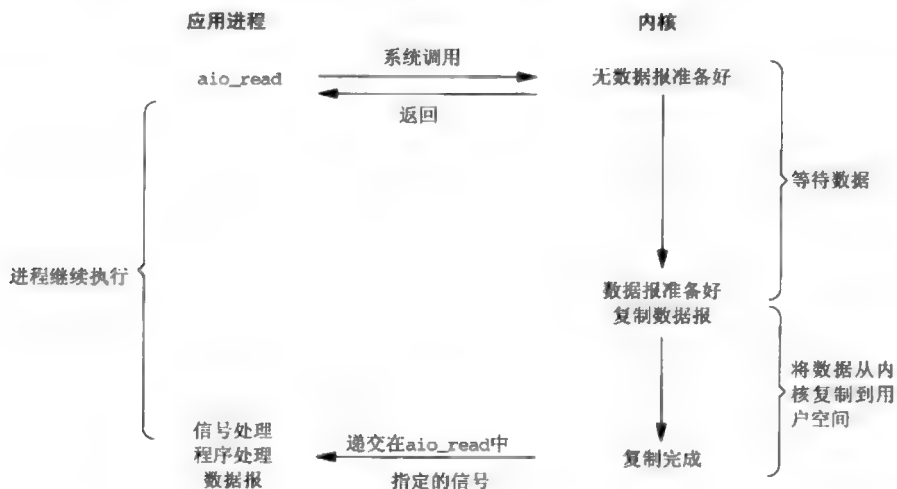 应用进程
内核
系统调用
aio_read
无数据报准备好
返回
等待数据
进程继续执行
数据报准备好
复制数据报
将数据从内
核复制到用
户空间
信号处理
程序处理
数据报
递交在aio_read中
指定的信号
复制完成